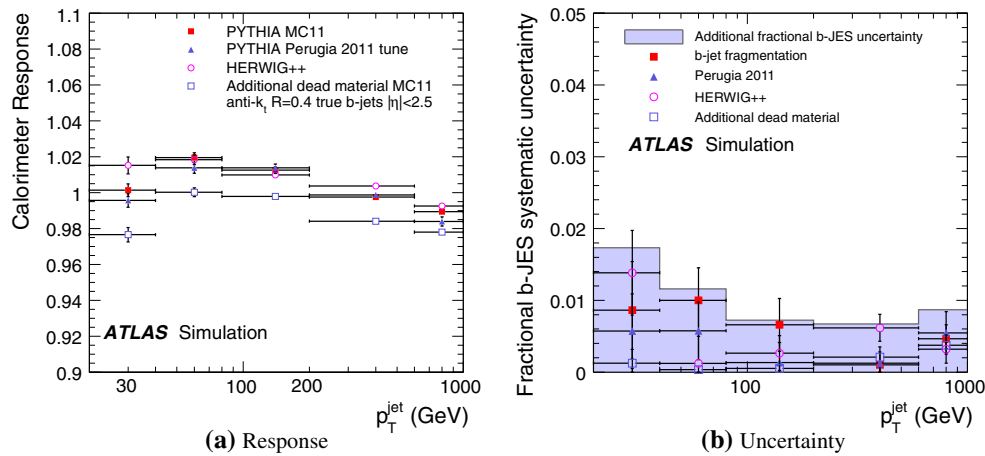 Calorimeter Response
1.1
1.08
1.06
1.04
1.02
1
0.98
0.96
0.94
0.92
0.9
PYTHIA MC11
PYTHIA Perugia 2011 tune
HERWIG++
Additional dead material MC11
anti-k_t R=0.4 true b-jets |η|<2.5
ATLAS Simulation
30 100 200 1000
p_T^jet (GeV)
(a) Response
Fractional b-JES systematic uncertainty
0.05
0.04
0.03
0.02
0.01
0
Additional fractional b-JES uncertainty
b-jet fragmentation
Perugia 2011
HERWIG++
Additional dead material
ATLAS Simulation
100 1000
p_T^jet (GeV)
(b) Uncertainty